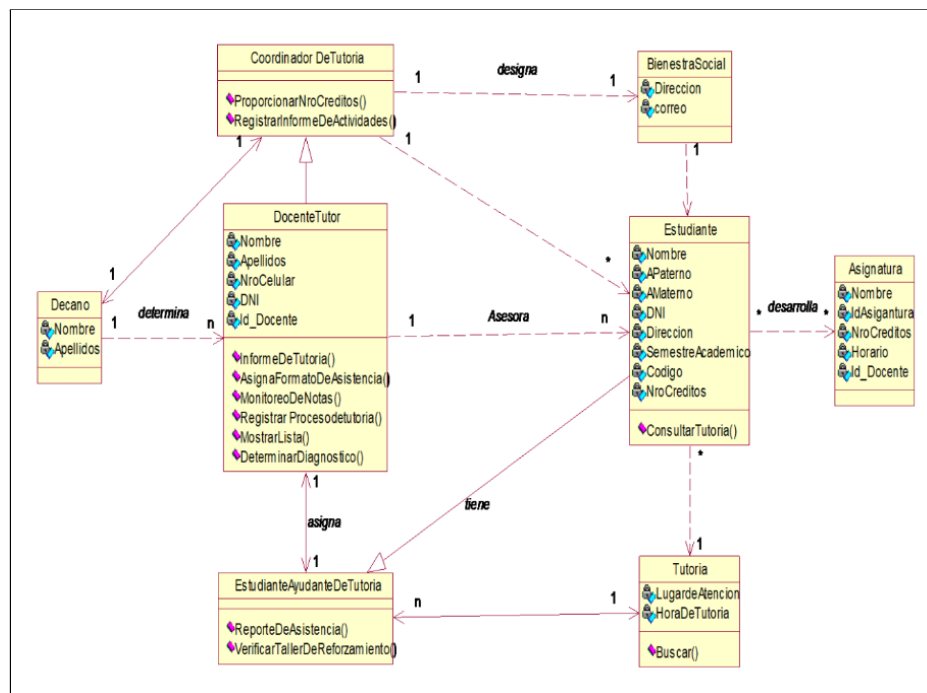 Coordinador DeTutoria
ProporcionarNroCreditos()
RegistrarInformeDeActividades()
1
designa
1
BienestraSocial
Direccion
correo
1
1
1
1
*
DocenteTutor
Nombre
Apellidos
NroCelular
DNI
Id_Docente
InformeDeTutoria()
AsignaFormatoDeAsistencia()
MonitoreoDeNotas()
Registrar Procesodetutoria()
MostrarLista()
DeterminarDiagnostico()
Decano
Nombre
Apellidos
1
determina
n
1
Asesora
n
Estudiante
Nombre
APaterno
AMaterno
DNI
Direccion
SemestreAcademico
Codigo
NroCreditos
ConsultarTutoria()
*
desarrolla
*
Asignatura
Nombre
IdAsigantura
NroCreditos
Horario
Id_Docente
1
asigna
1
tiene
*
1
EstudianteAyudanteDeTutoria
ReporteDeAsistencia()
VerificarTallerDeReforzamiento()
n
1
Tutoria
LugardeAtencion
HoraDeTutoria
Buscar()